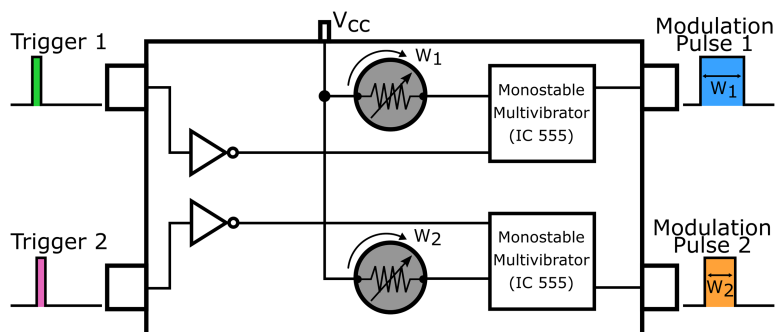 Vcc
Trigger 1
W1
Modulation
Pulse 1
W1
Monostable
Multivibrator
(IC 555)
Trigger 2
W2
Monostable
Multivibrator
(IC 555)
Modulation
Pulse 2
W2